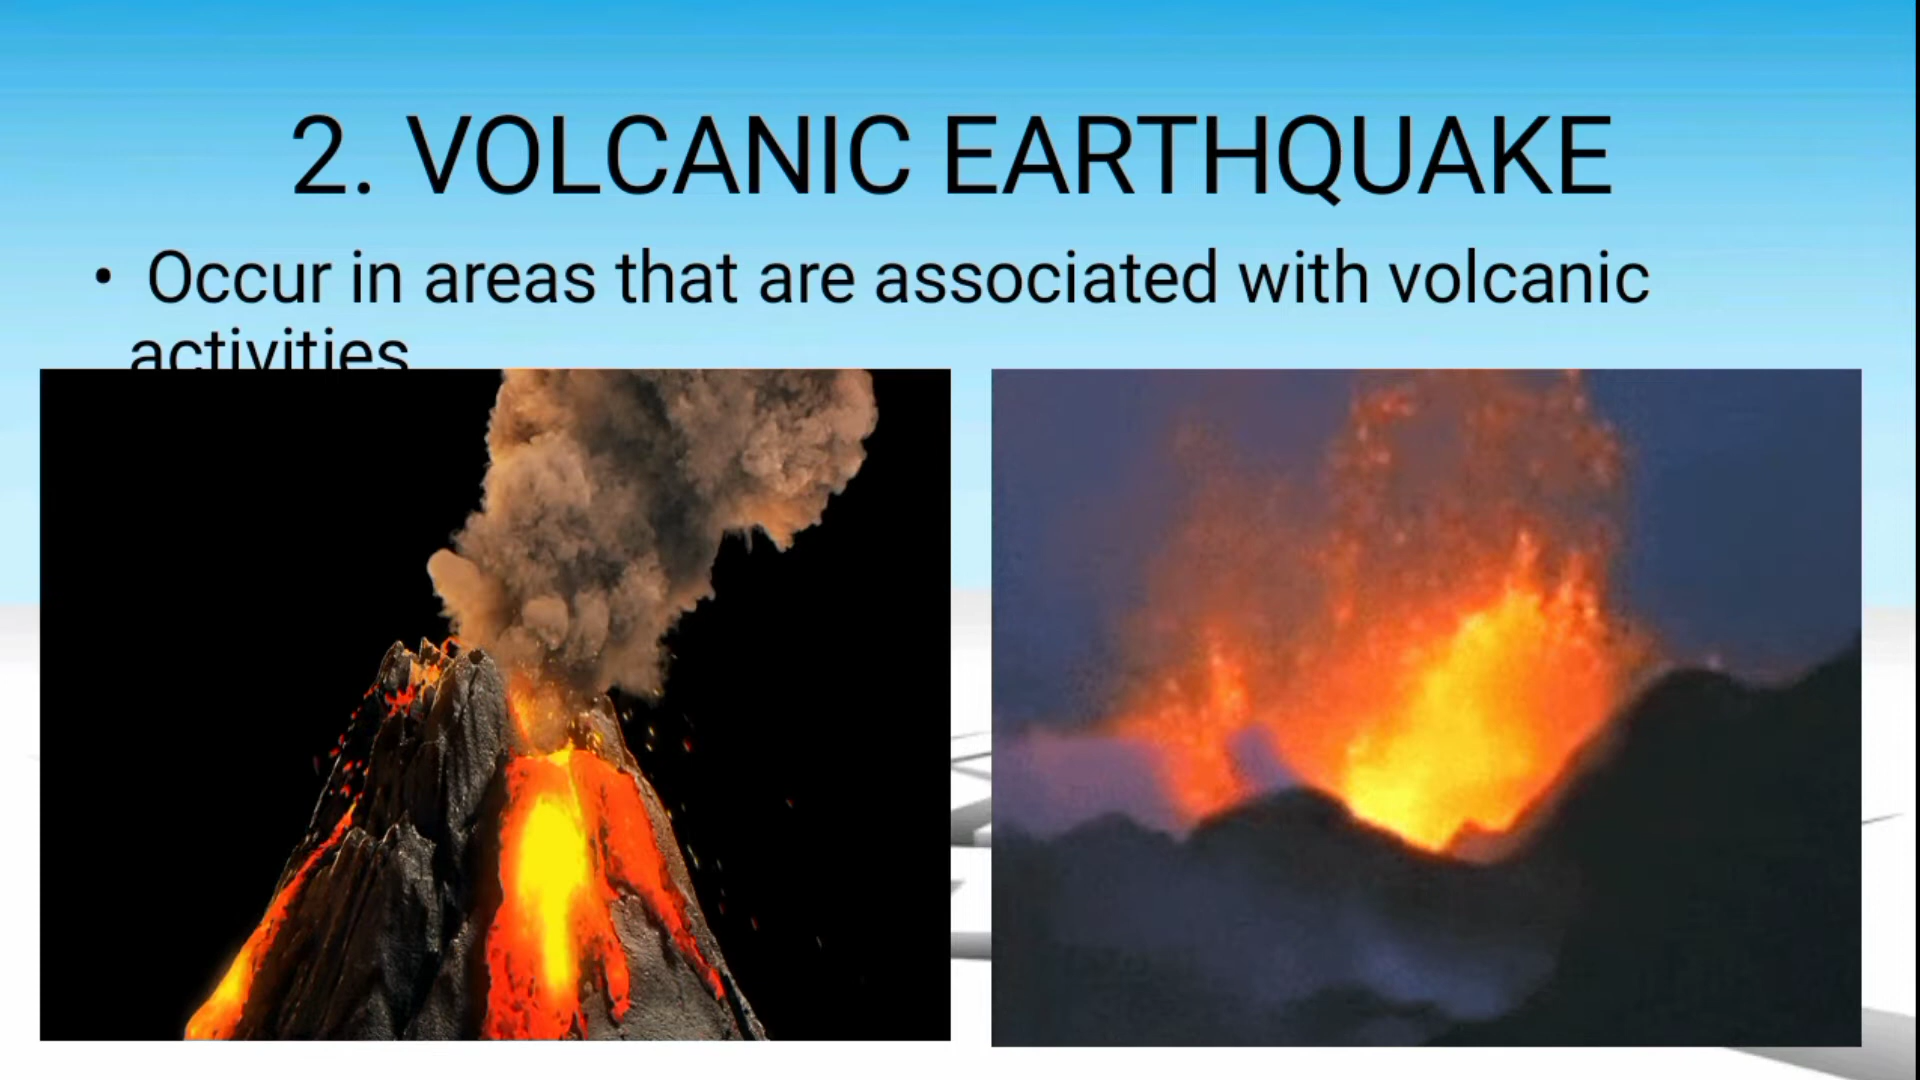 2. VOLCANIC EARTHQUAKE
• Occur in areas that are associated with volcanic
activities